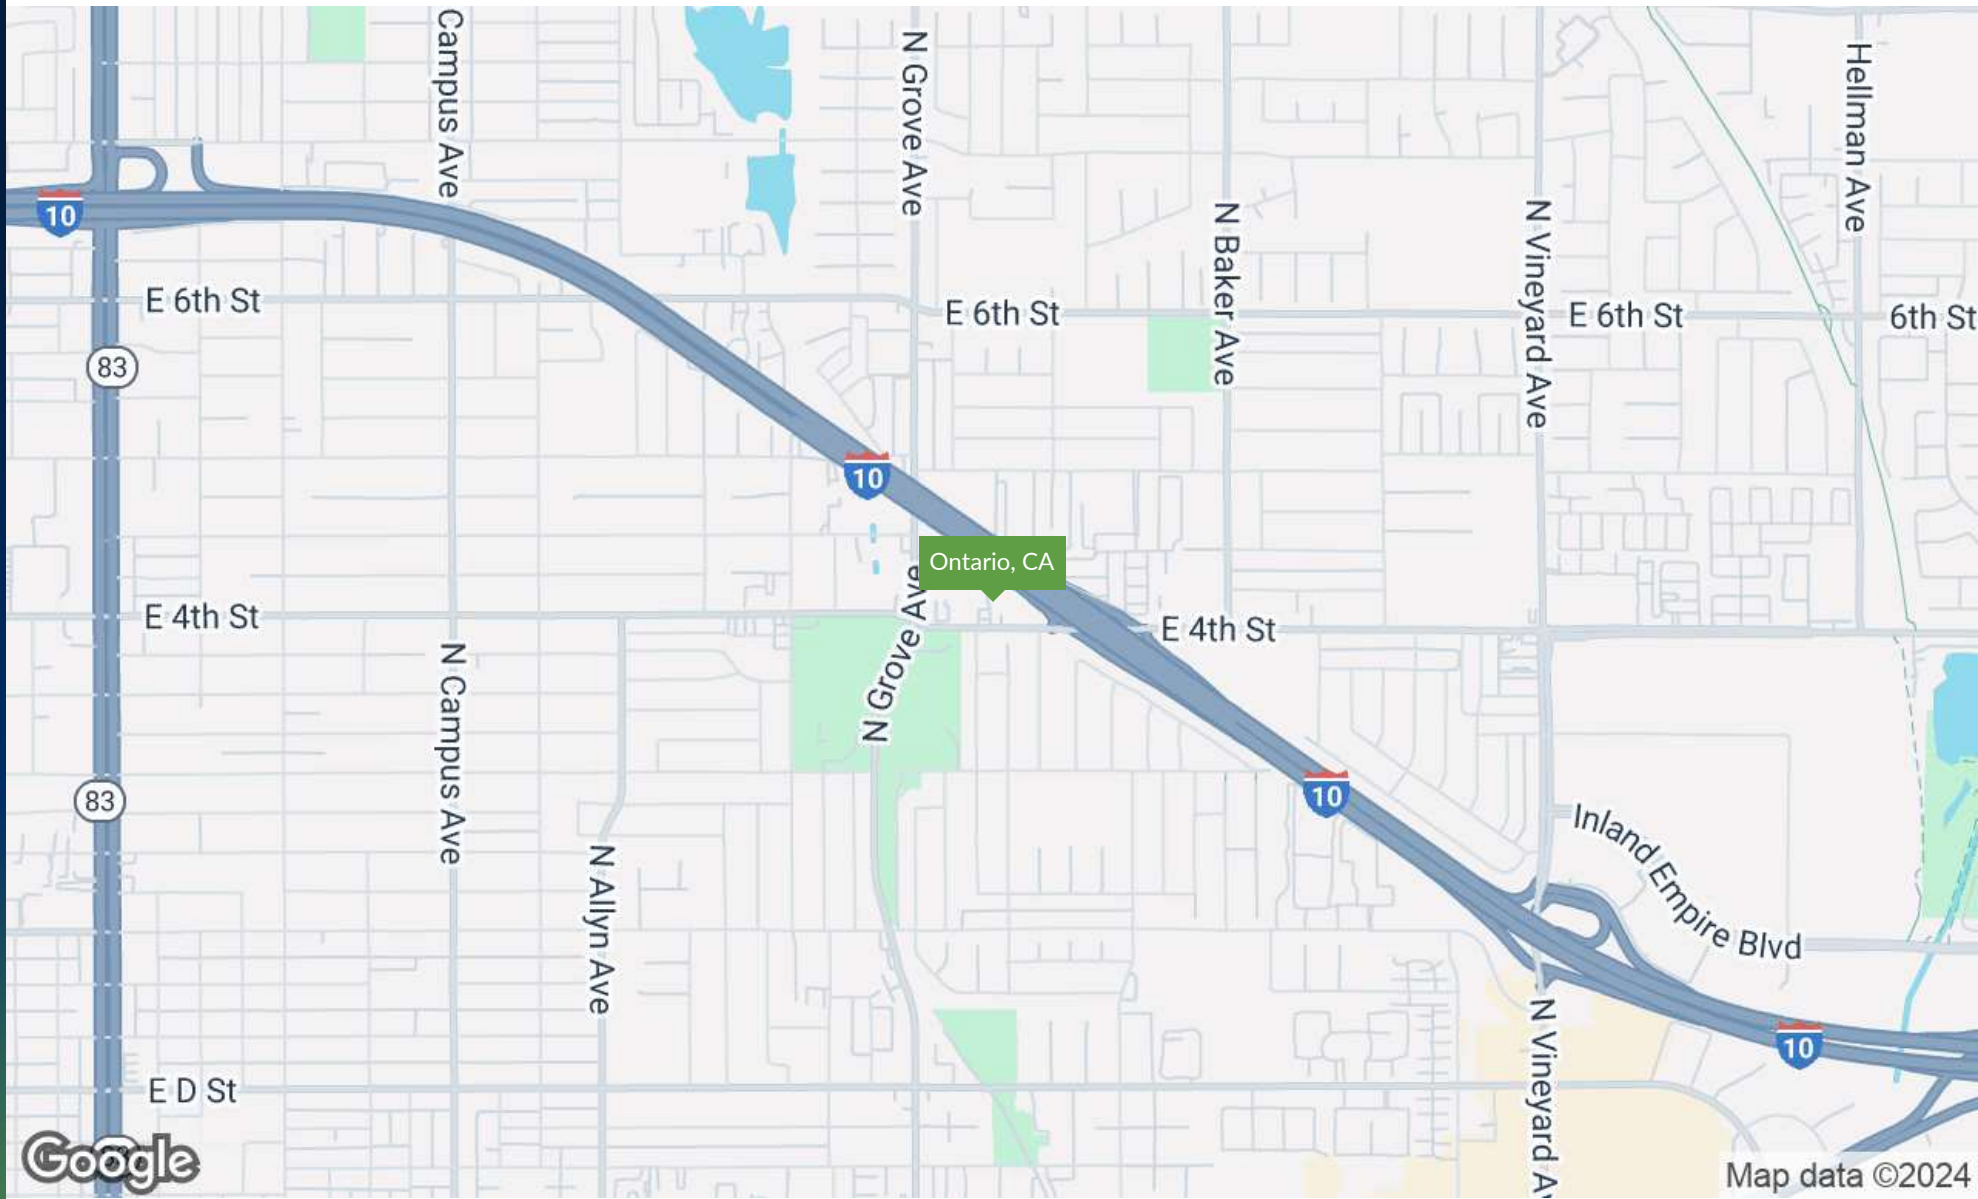 Campus Ave
N Grove Ave
Hellman Ave
10
N Baker Ave
N Vineyard Ave
E 6th St
E 6th St
E 6th St
6th St
83
10
Ontario, CA
E 4th St
N Grove Ave
E 4th St
N Campus Ave
83
10
N Allyn Ave
Inland Empire Blvd
10
N Vineyard Av
E D St
Google
Map data ©2024